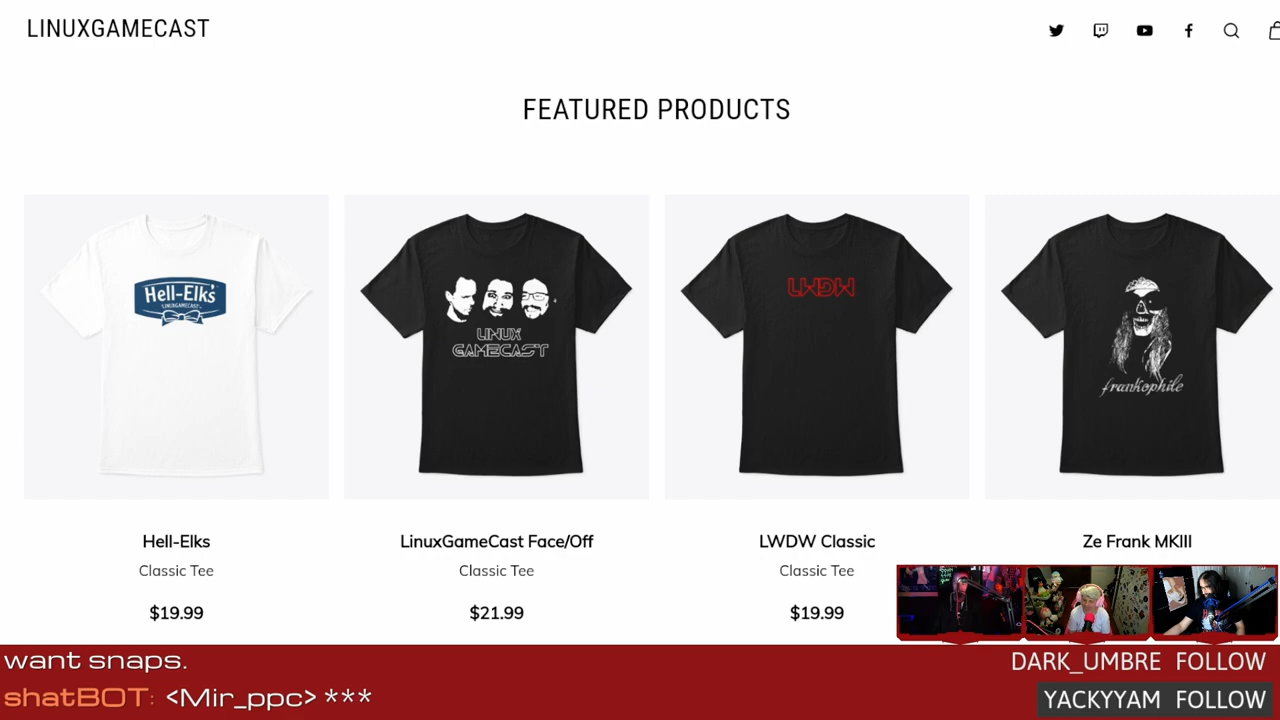 LINUXGAMECAST
FEATURED PRODUCTS
Hell-Elks
LINUXGAMECAST
LINUX
GAMECAST
LWDW
frankophile
Hell-Elks
LinuxGameCast Face/Off
LWDW Classic
Ze Frank MKIII
Classic Tee
Classic Tee
Classic Tee
$19.99
$21.99
$19.99
want snaps.
shatBOT: <Mir_ppc> ***
DARK_UMBRE FOLLOW
YACKYYAM FOLLOW